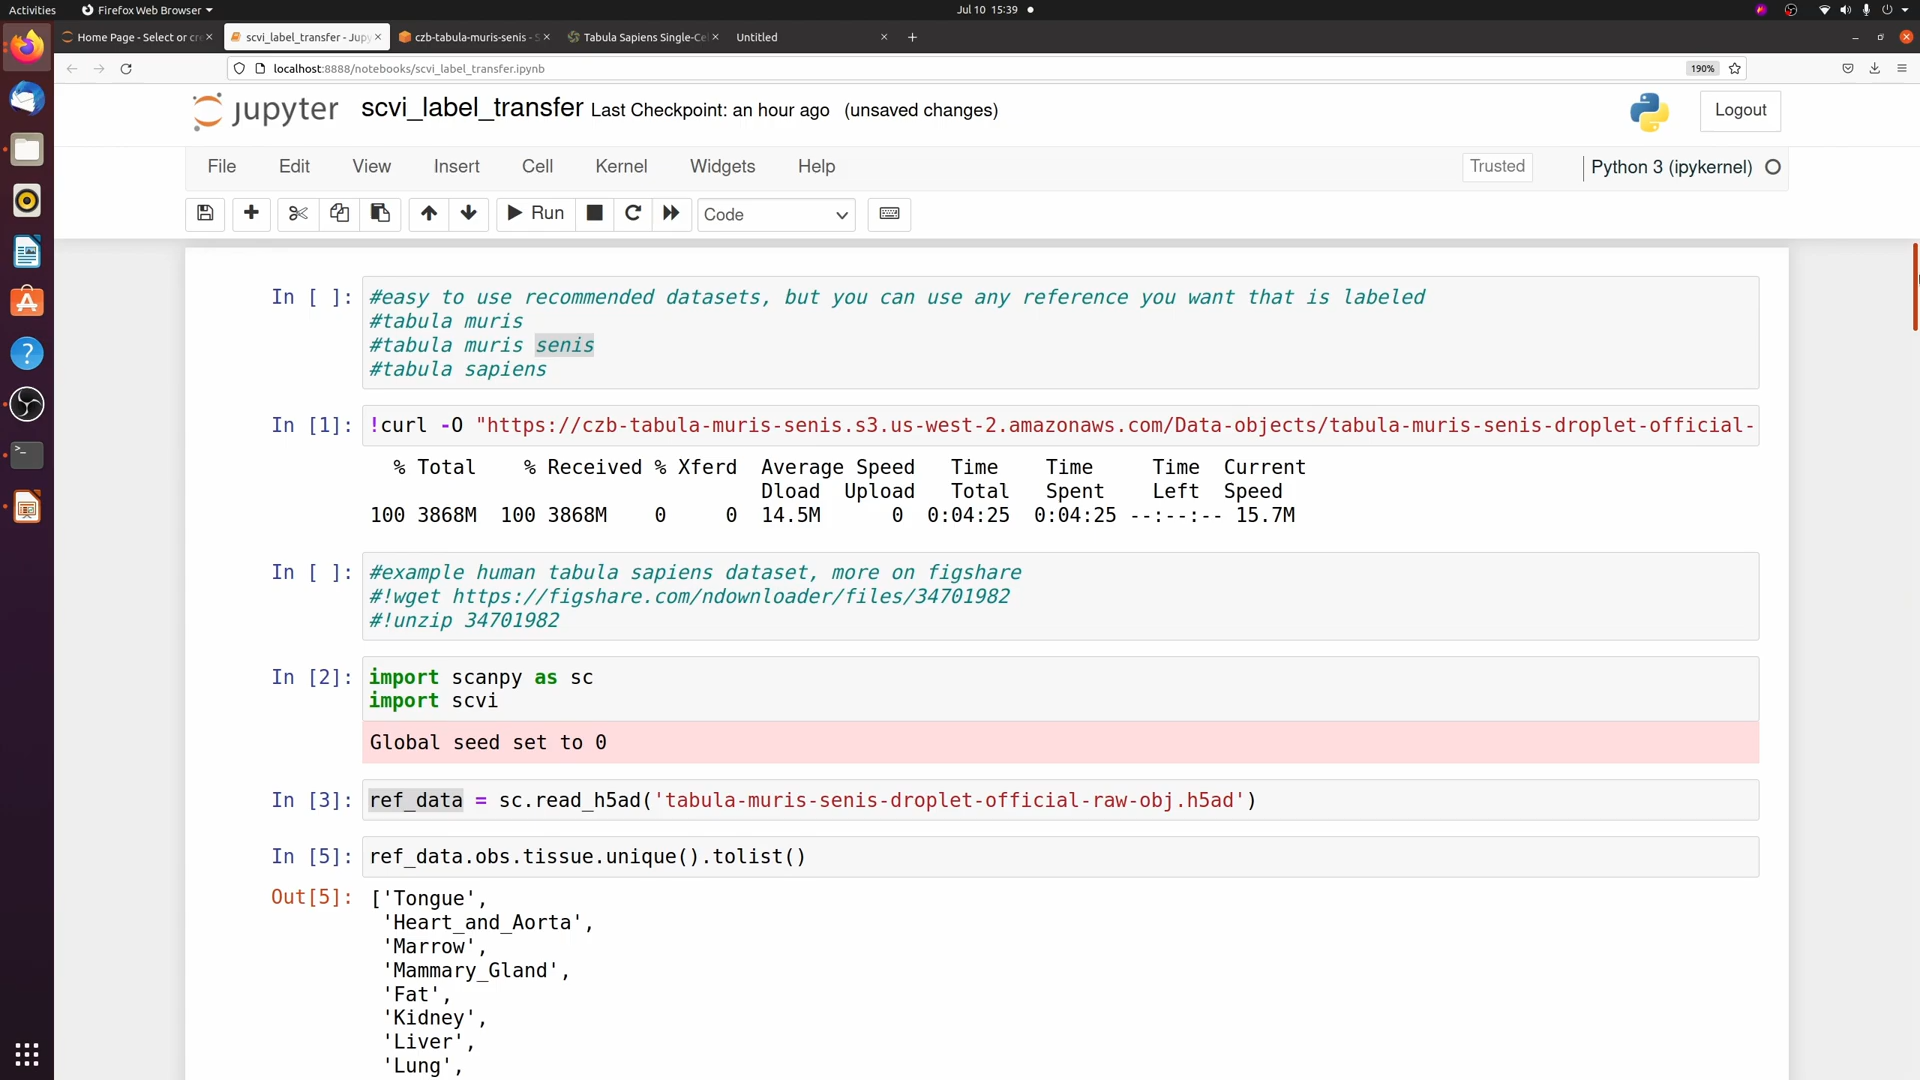 Activities
Firefox Web Browser
Jul 10 15:39
Home Page - Select or cre
scvi_label_transfer - Jupy
czb-tabula-muris-senis - S
Tabula Sapiens Single-Cel
Untitled
localhost:8888/notebooks/scvi_label_transfer.ipynb
190%
jupyter scvi_label_transfer Last Checkpoint: an hour ago (unsaved changes)
Logout
File Edit View Insert Cell Kernel Widgets Help
Trusted
Python 3 (ipykernel)
Run
Code
In [ ]: #easy to use recommended datasets, but you can use any reference you want that is labeled
#tabula muris
#tabula muris senis
#tabula sapiens
In [1]: !curl -O "https://czb-tabula-muris-senis.s3.us-west-2.amazonaws.com/Data-objects/tabula-muris-senis-droplet-official-
% Total % Received % Xferd Average Speed Time Time Time Current
Dload Upload Total Spent Left Speed
100 3868M 100 3868M 0 0 14.5M 0 0:04:25 0:04:25 --:--:-- 15.7M
In [ ]: #example human tabula sapiens dataset, more on figshare
#!wget https://figshare.com/ndownloader/files/34701982
#!unzip 34701982
In [2]: import scanpy as sc
import scvi
Global seed set to 0
In [3]: ref_data = sc.read_h5ad('tabula-muris-senis-droplet-official-raw-obj.h5ad')
In [5]: ref_data.obs.tissue.unique().tolist()
Out[5]: ['Tongue',
'Heart_and_Aorta',
'Marrow',
'Mammary_Gland',
'Fat',
'Kidney',
'Liver',
'Lung',